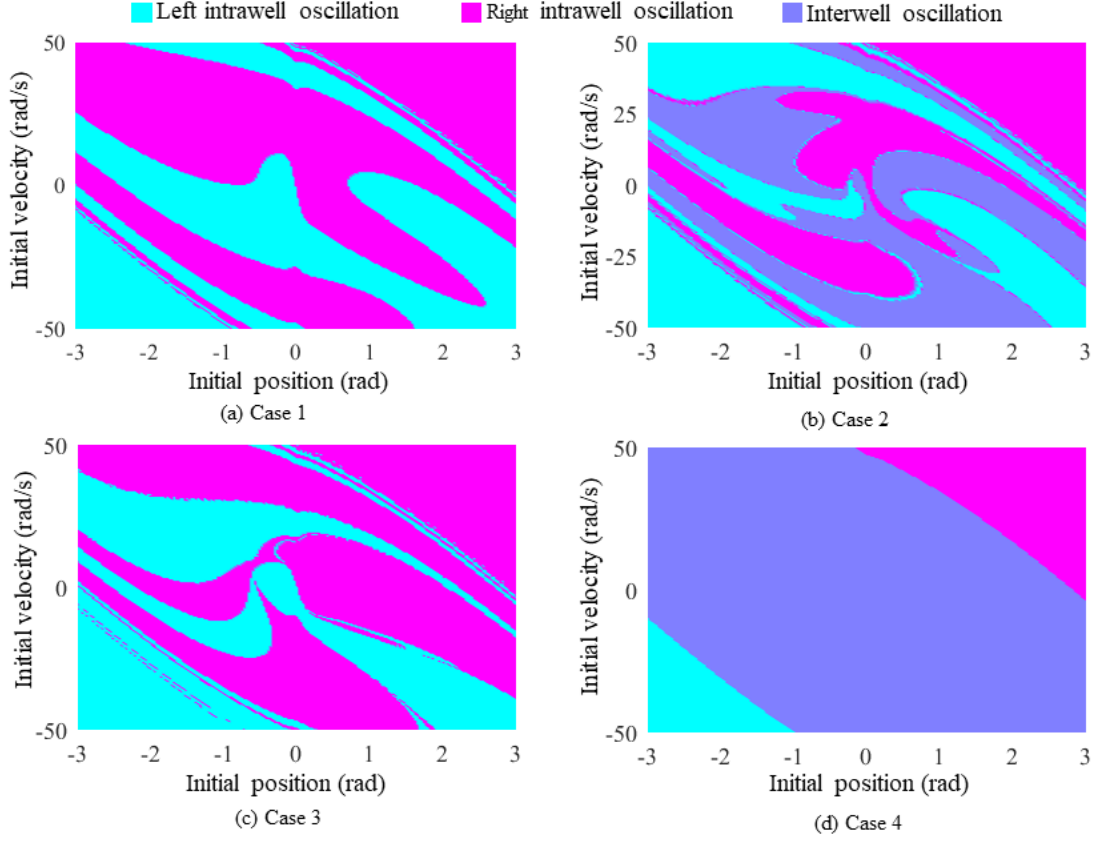 Left intrawell oscillation Right intrawell oscillation Interwell oscillation
50
0
-50
-3 -2 -1 0 1 2 3
Initial velocity (rad/s)
Initial position (rad)
(a) Case 1
50
25
0
-25
-50
-3 -2 -1 0 1 2 3
Initial velocity (rad/s)
Initial position (rad)
(b) Case 2
50
0
-50
-3 -2 -1 0 1 2 3
Initial velocity (rad/s)
Initial position (rad)
(c) Case 3
50
0
-50
-3 -2 -1 0 1 2 3
Initial velocity (rad/s)
Initial position (rad)
(d) Case 4